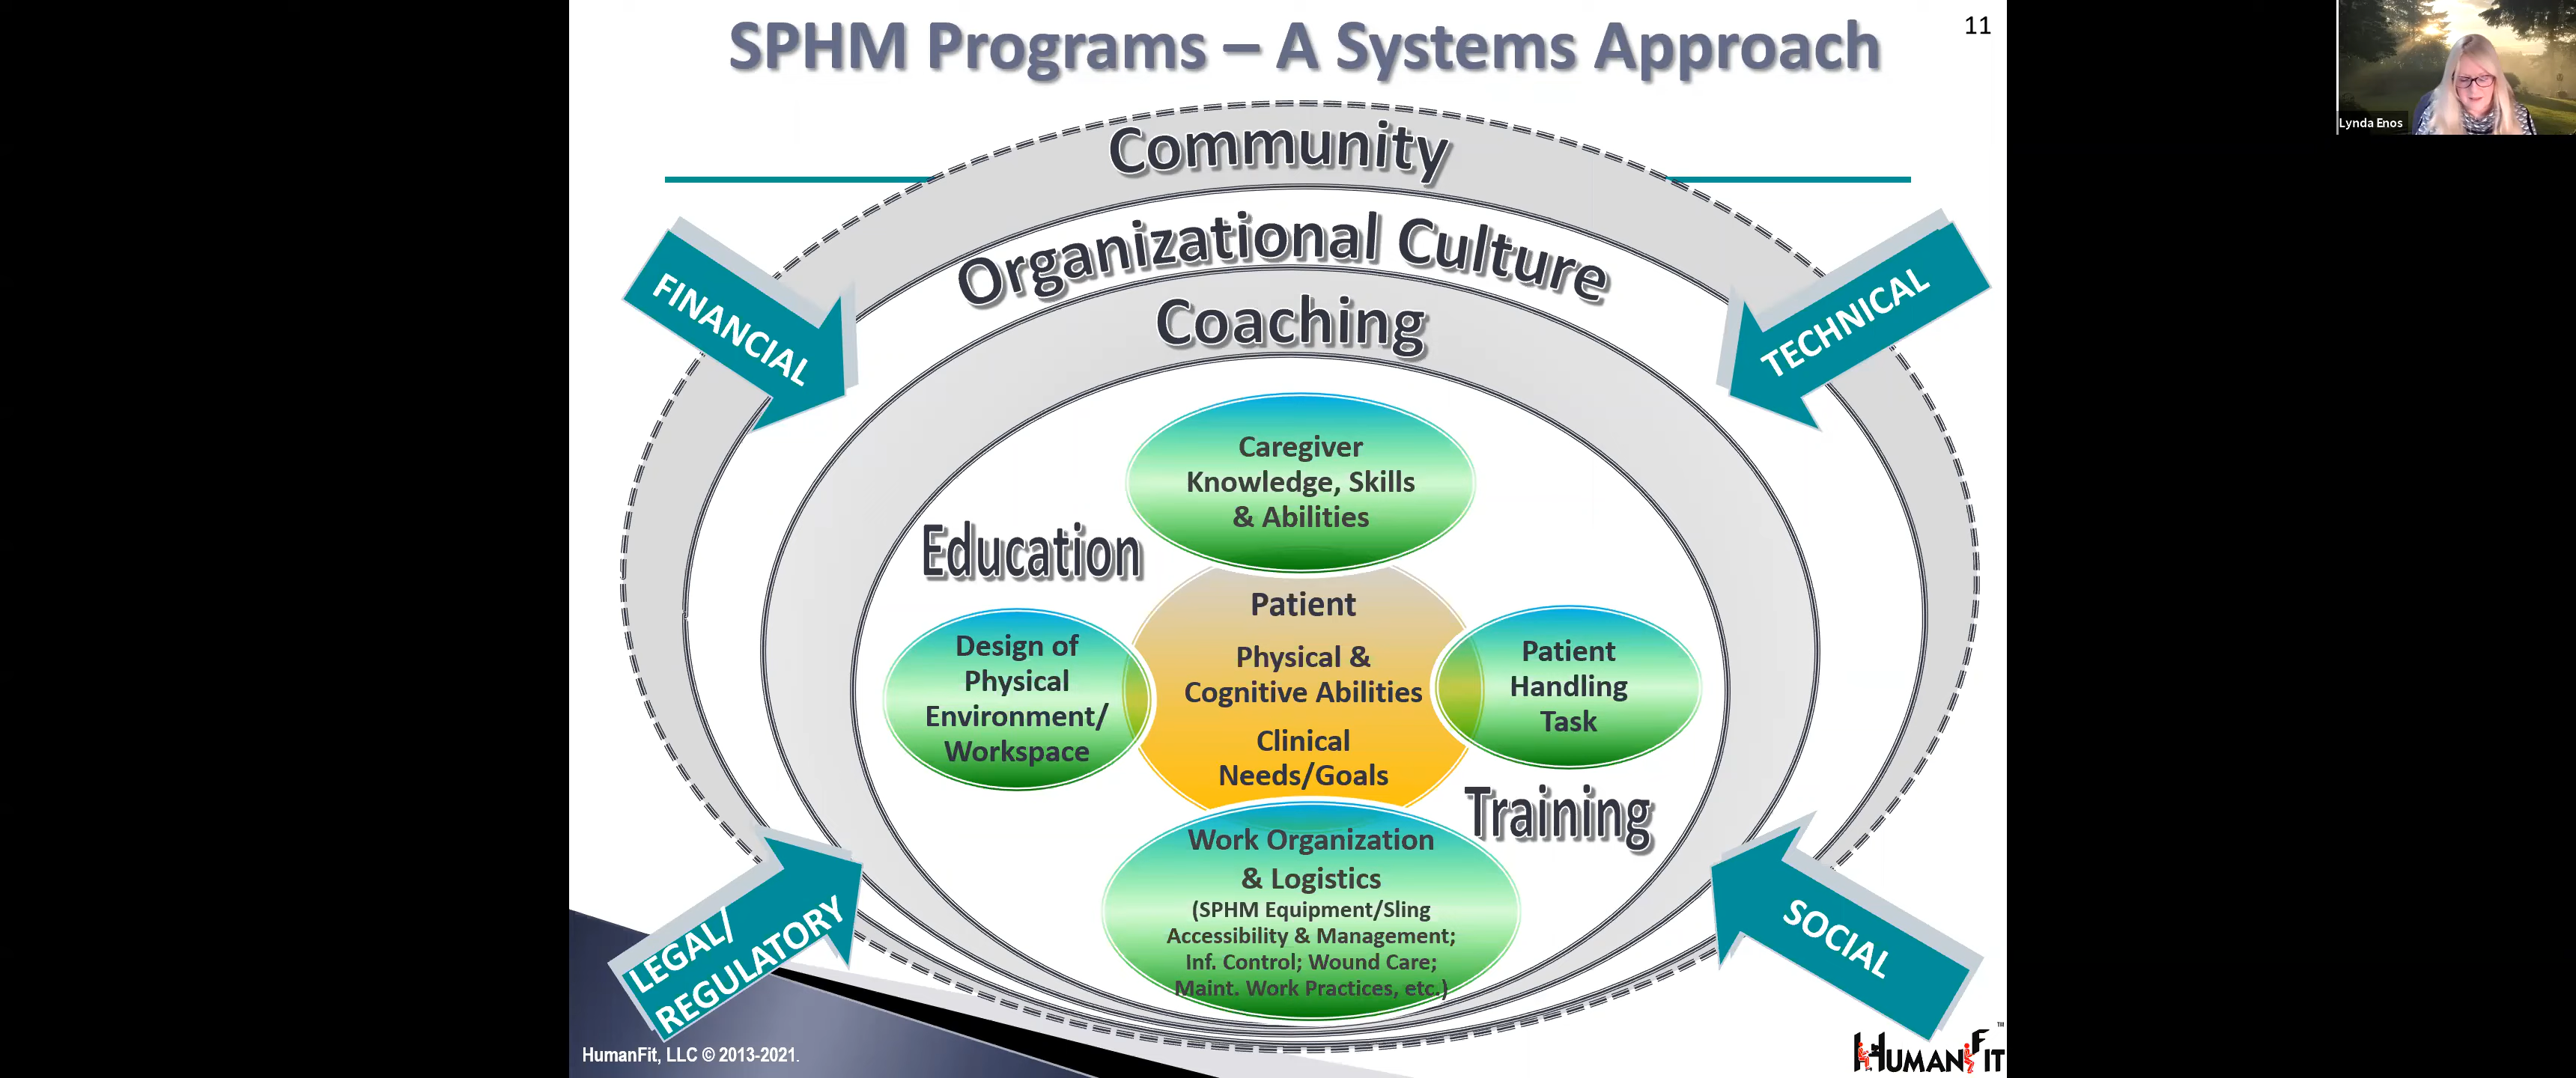 SPHM Programs – A Systems Approach
11
Lynda Enos
Community
Organizational Culture
Coaching
FINANCIAL
TECHNICAL
Caregiver
Knowledge, Skills
& Abilities
Education
Patient
Physical &
Cognitive Abilities
Clinical
Needs/Goals
Design of
Physical
Environment/
Workspace
Patient
Handling
Task
Training
Work Organization
& Logistics
(SPHM Equipment/Sling
Accessibility & Management;
Inf. Control; Wound Care;
Maint. Work Practices, etc.)
LEGAL/
REGULATORY
SOCIAL
HumanFit, LLC © 2013-2021.
HUMANFIT™